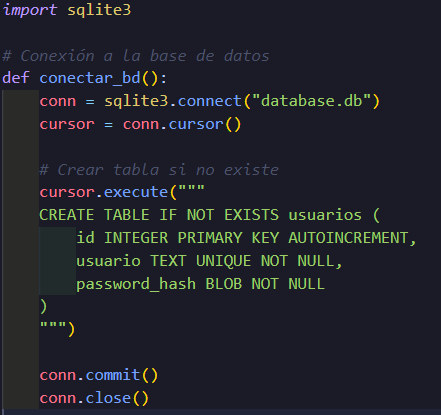 import sqlite3
# Conexión a la base de datos
def conectar_bd():
conn = sqlite3.connect("database.db")
cursor = conn.cursor()
# Crear tabla si no existe
cursor.execute("""
CREATE TABLE IF NOT EXISTS usuarios (
id INTEGER PRIMARY KEY AUTOINCREMENT,
usuario TEXT UNIQUE NOT NULL,
password_hash BLOB NOT NULL
)
""")
conn.commit()
conn.close()